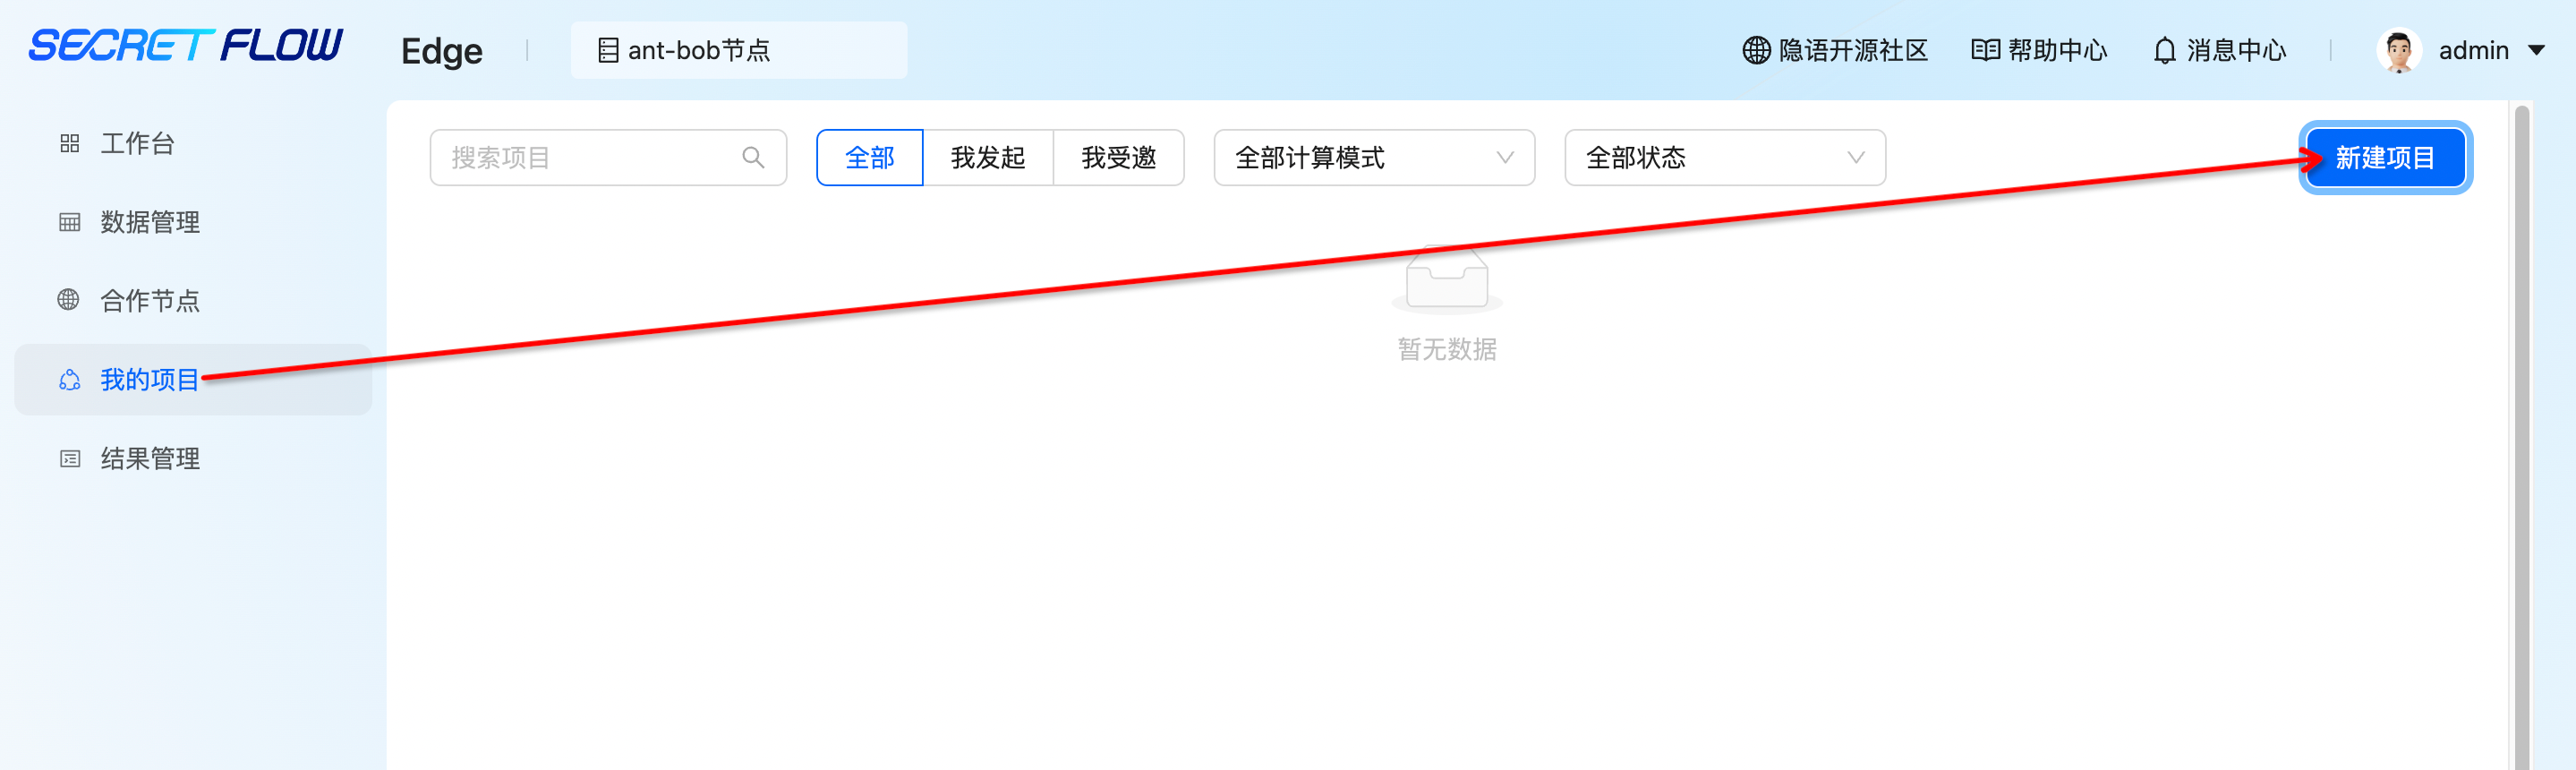 SECRET FLOW
Edge
ant-bob节点
隐语开源社区
帮助中心
消息中心
admin
工作台
数据管理
合作节点
我的项目
结果管理
搜索项目
全部
我发起
我受邀
全部计算模式
全部状态
新建项目
暂无数据